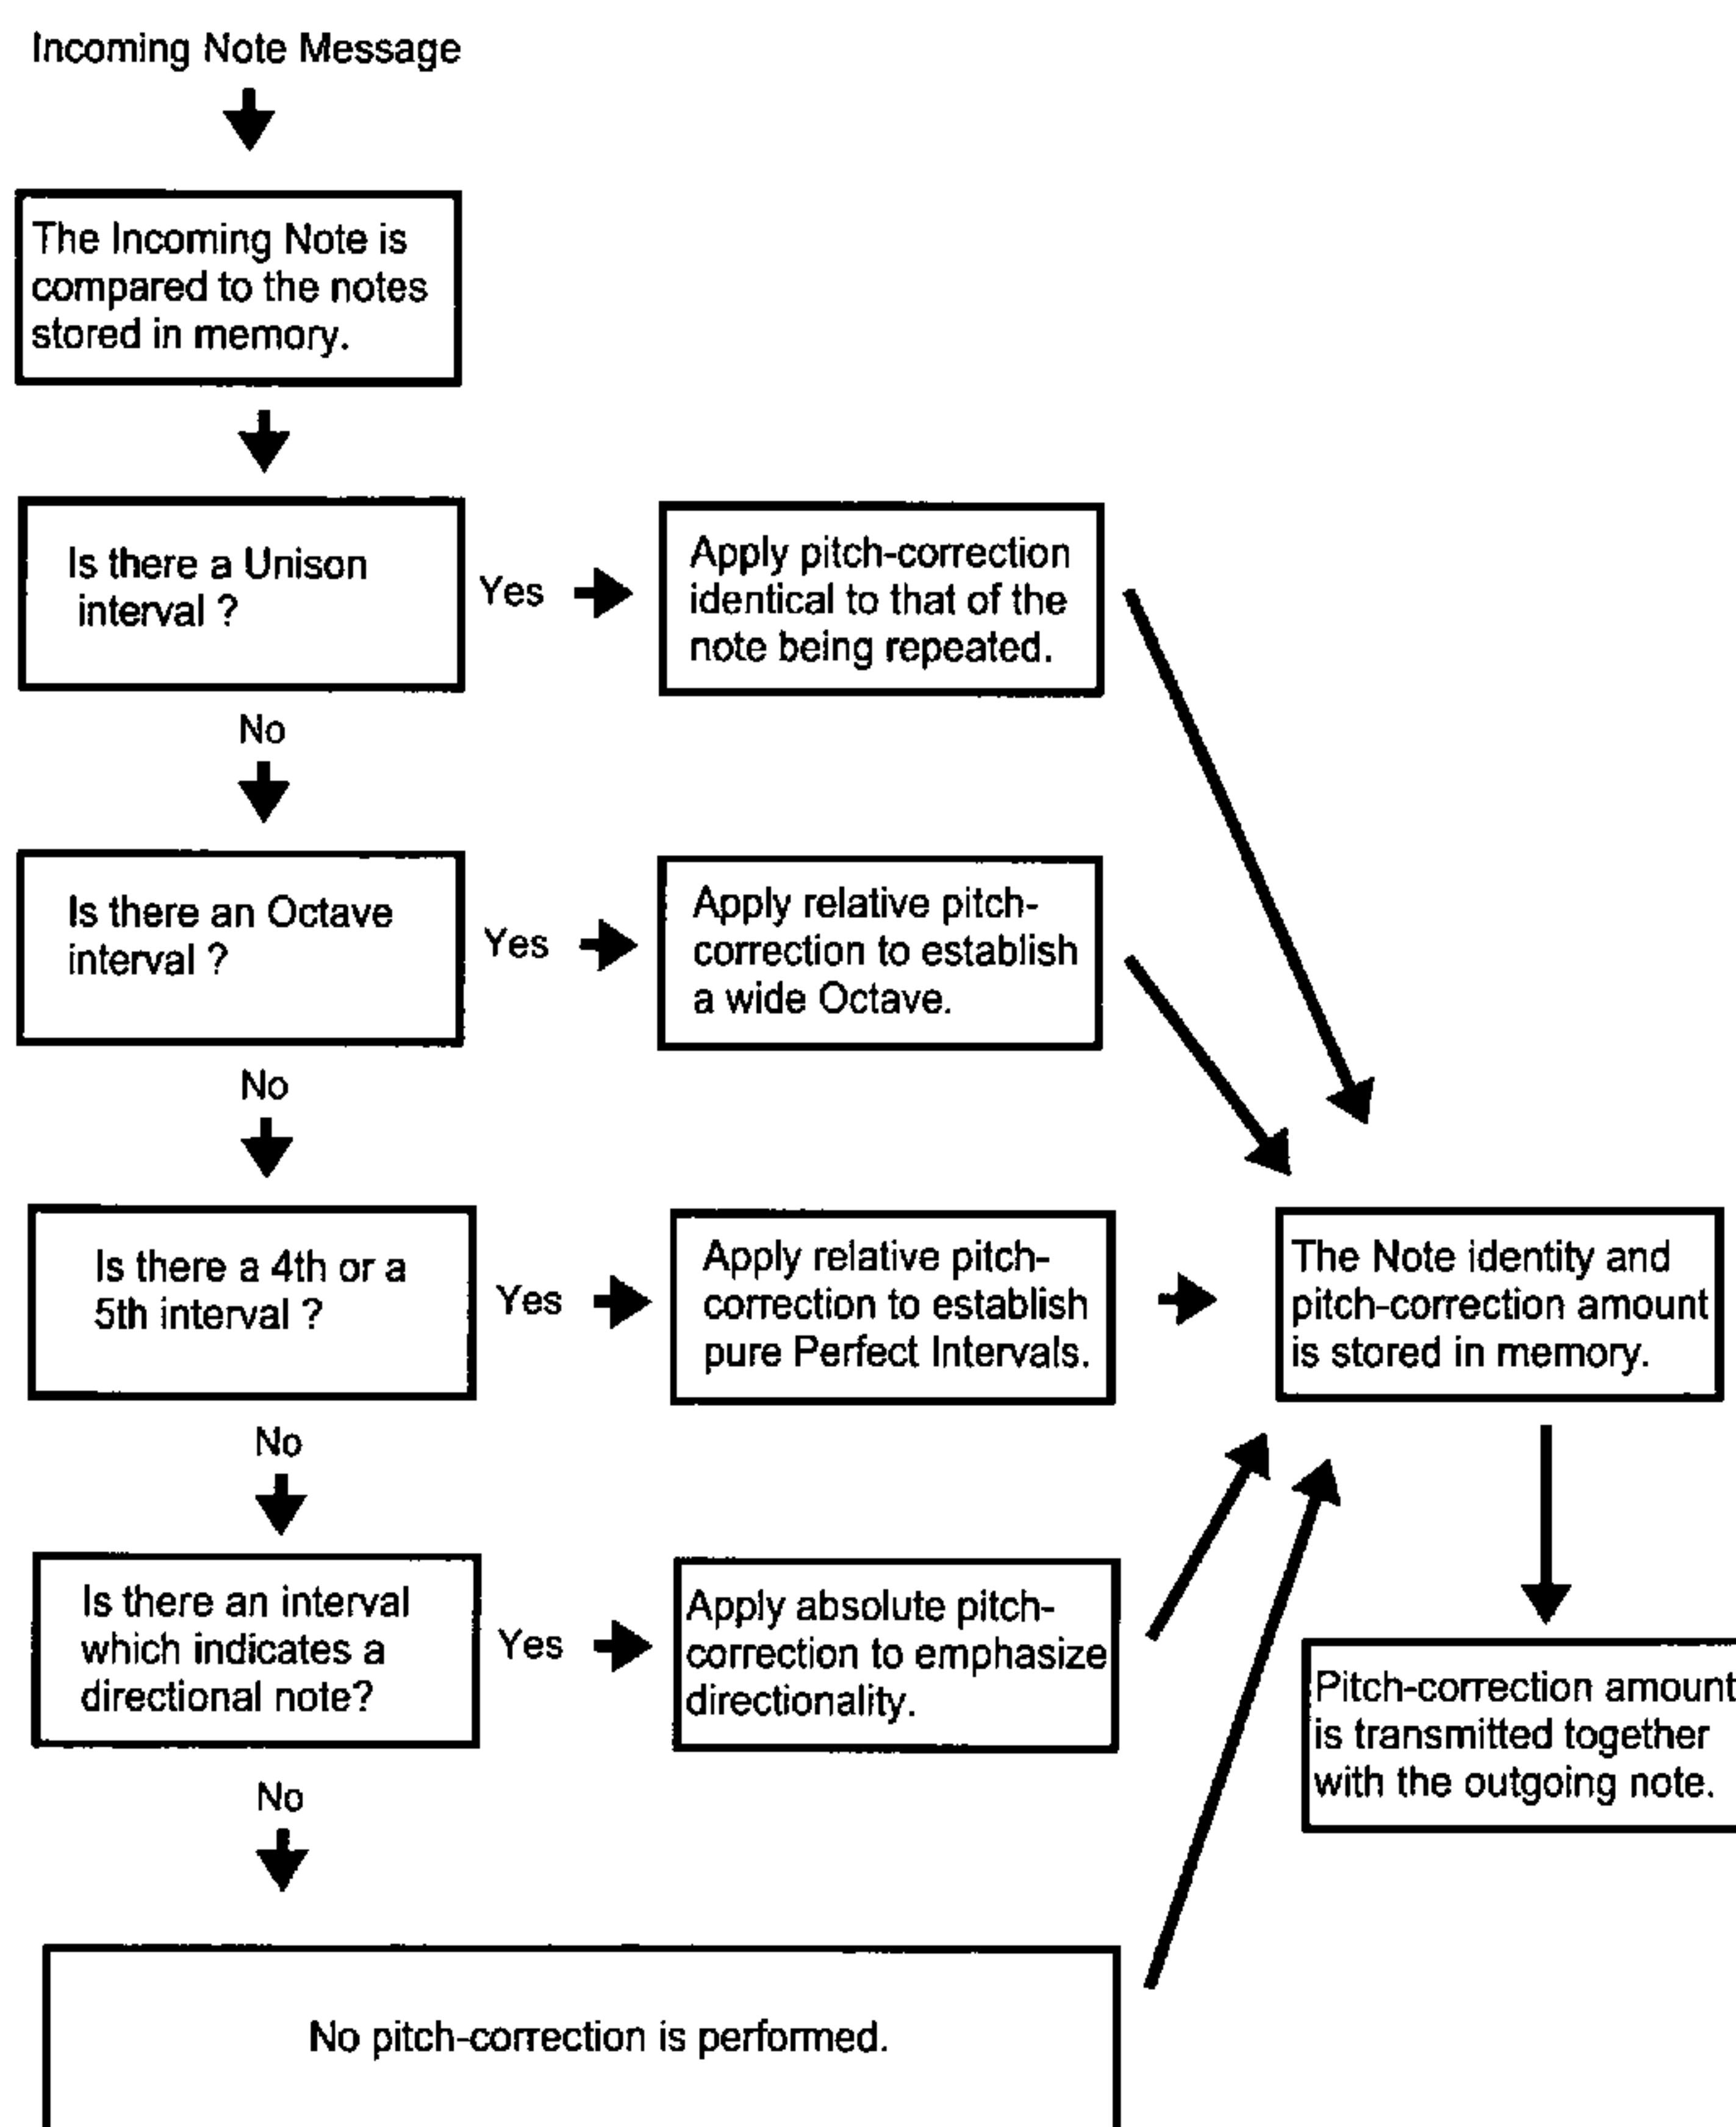 Incoming Note Message
The Incoming Note is
compared to the notes
stored in memory.
Is there a Unison
interval ?
Yes
Apply pitch-correction
identical to that of the
note being repeated.
No
Is there an Octave
interval ?
Yes
Apply relative pitch-
correction to establish
a wide Octave.
No
Is there a 4th or a
5th interval ?
Yes
Apply relative pitch-
correction to establish
pure Perfect Intervals.
The Note identity and
pitch-correction amount
is stored in memory.
No
Is there an interval
which indicates a
directional note?
Yes
Apply absolute pitch-
correction to emphasize
directionality.
Pitch-correction amount
is transmitted together
with the outgoing note.
No
No pitch-correction is performed.